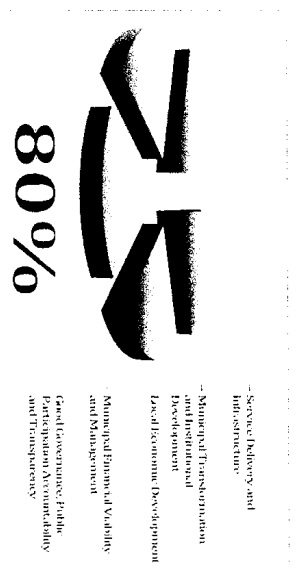 80%
- Service Delivery and
Infrastructure
- Municipal Transformation
and Institutional
Development
Local Economic Development
- Municipal Financial Viability
and Management
Good Governance, Public
Participation Accountability
and Transparency